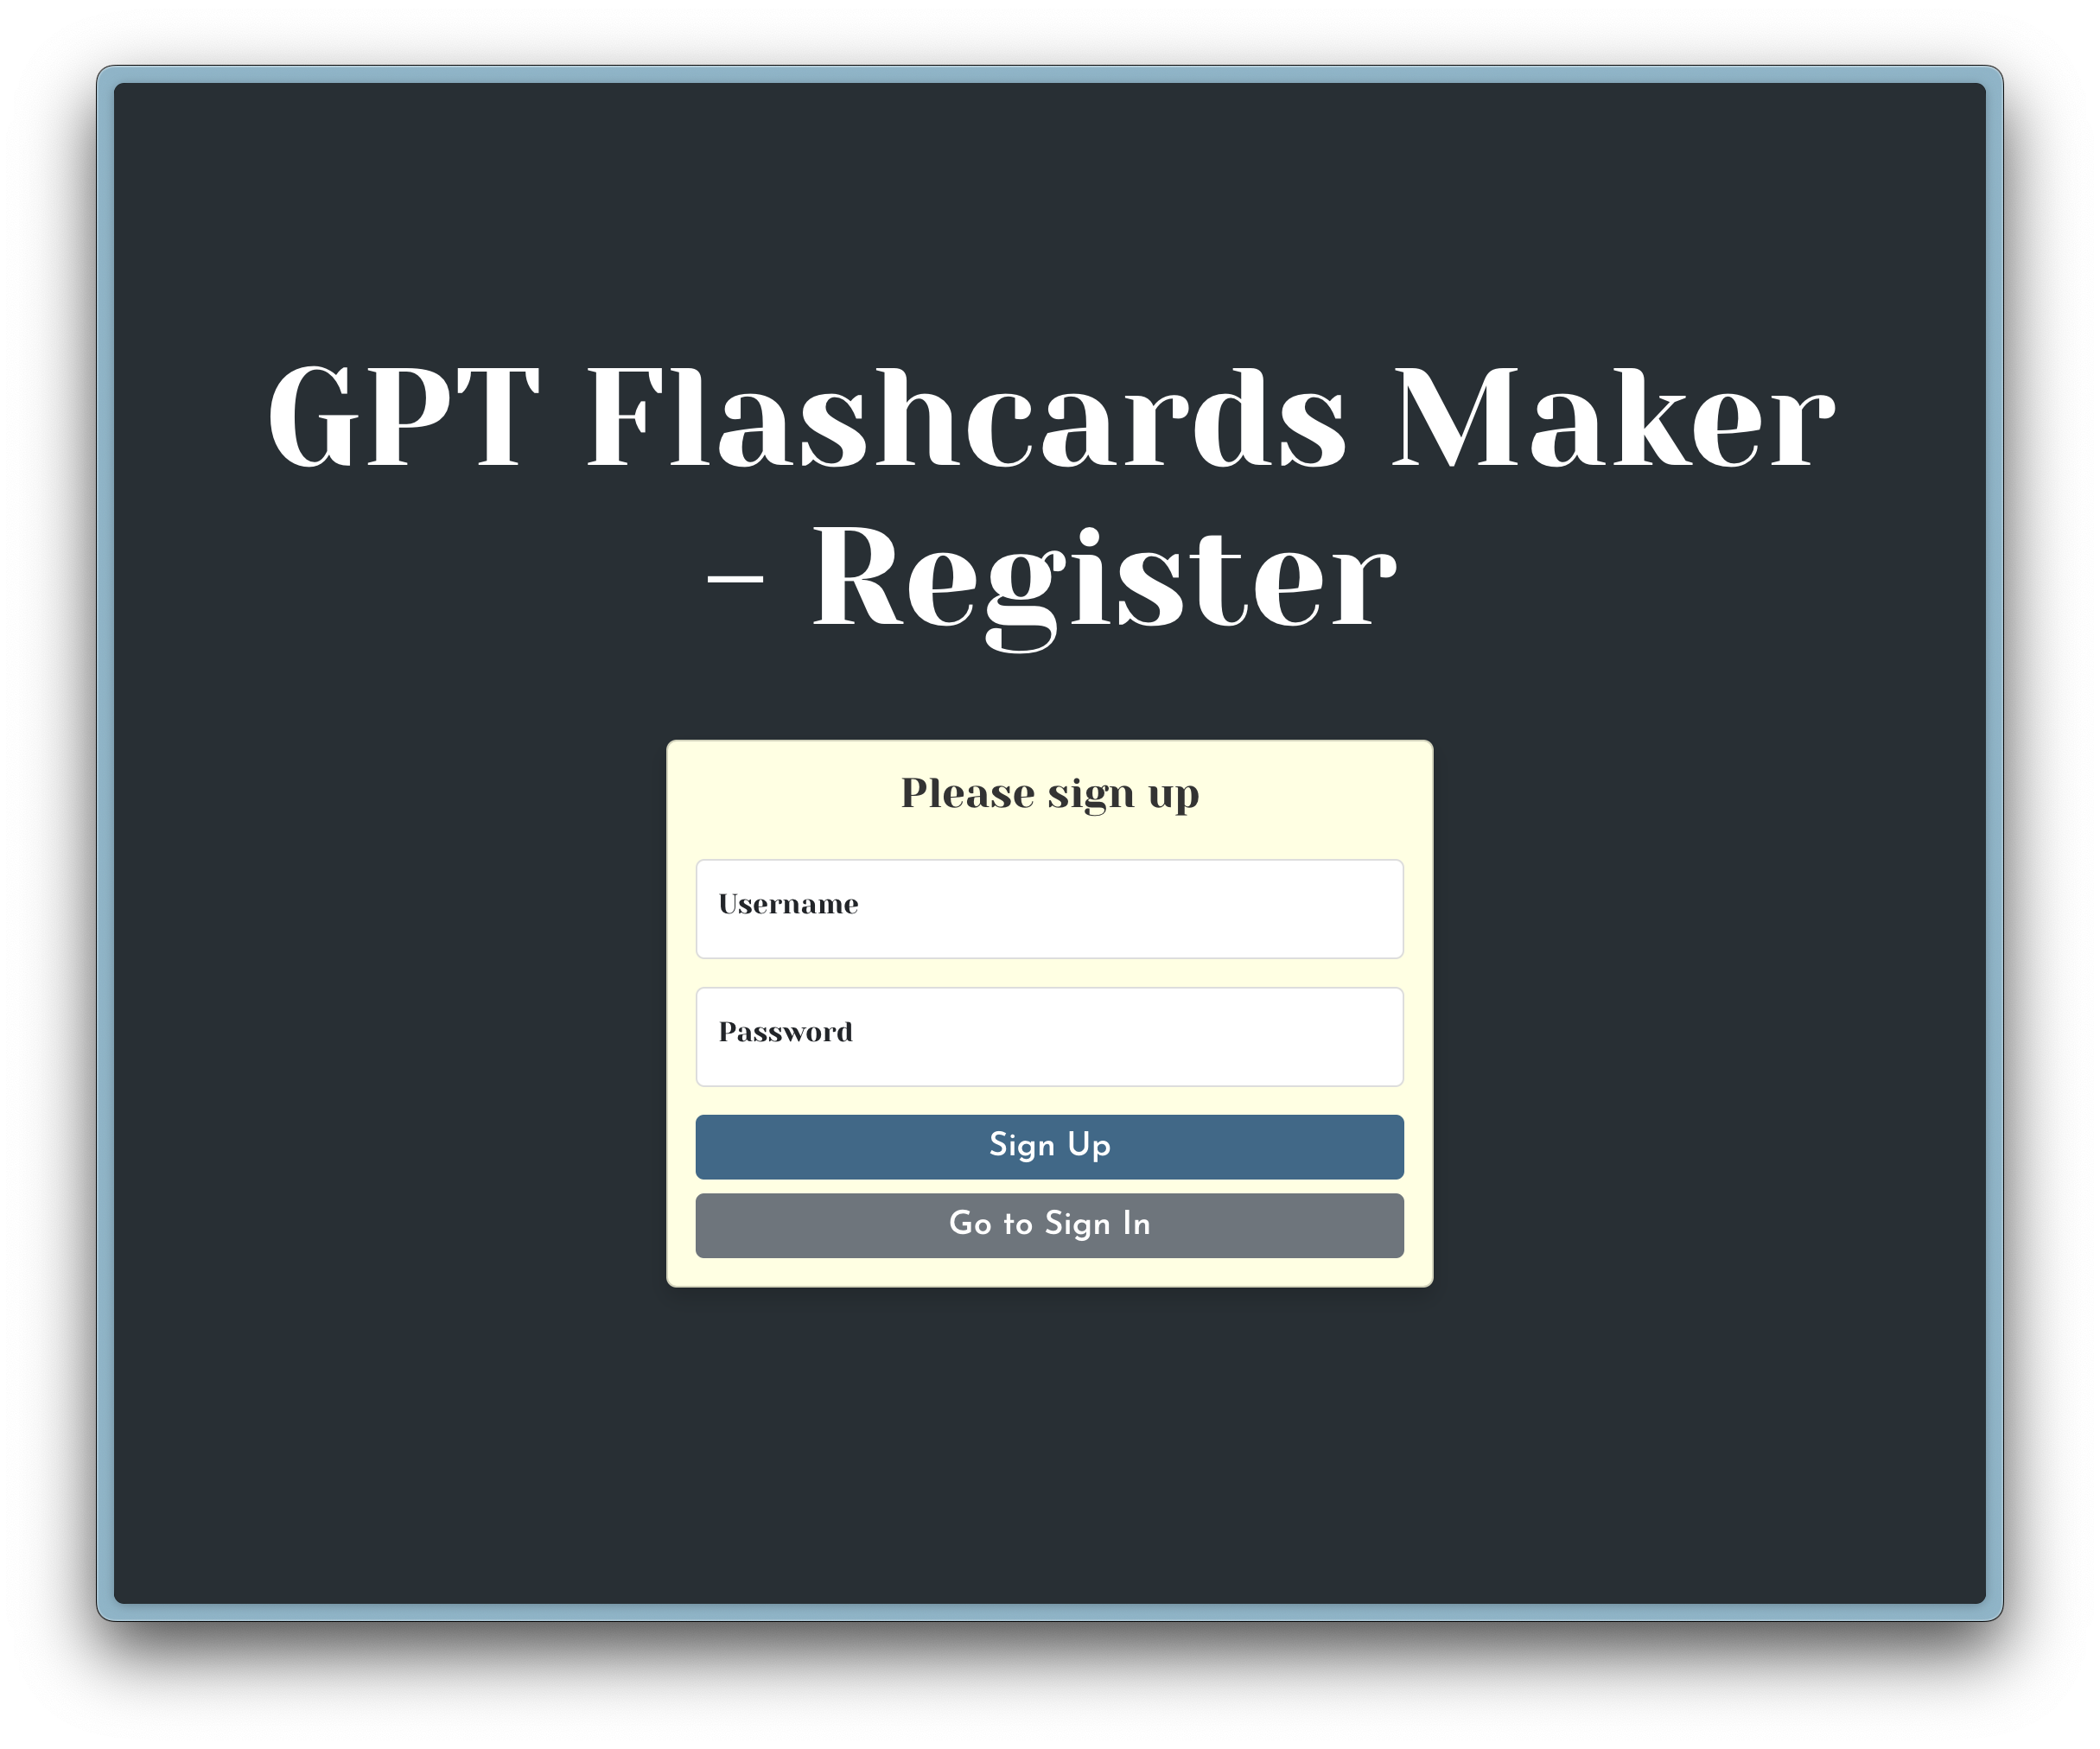 GPT Flashcards Maker
– Register
Please sign up
Username
Password
Sign Up
Go to Sign In